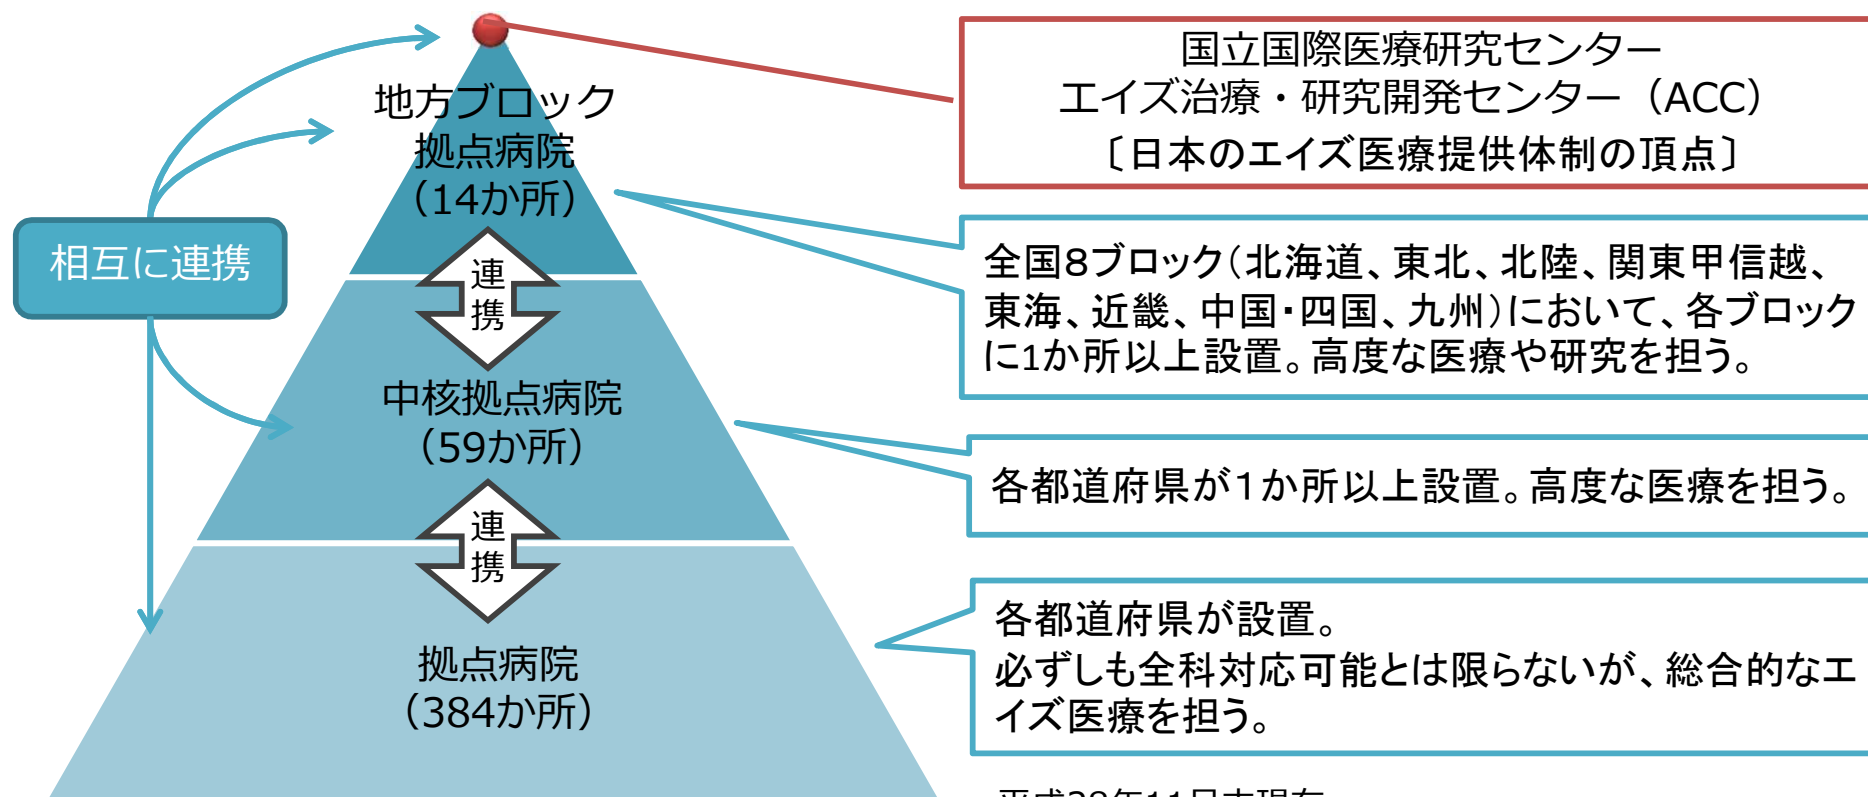 国立国際医療研究センター
エイズ治療・研究開発センター（ACC）
〔日本のエイズ医療提供体制の頂点〕
地方ブロック
拠点病院
（14か所）
相互に連携
連
携
全国8ブロック（北海道、東北、北陸、関東甲信越、
東海、近畿、中国・四国、九州）において、各ブロック
に1か所以上設置。高度な医療や研究を担う。
中核拠点病院
（59か所）
各都道府県が１か所以上設置。高度な医療を担う。
連
携
拠点病院
（384か所）
各都道府県が設置。
必ずしも全科対応可能とは限らないが、総合的なエ
イズ医療を担う。